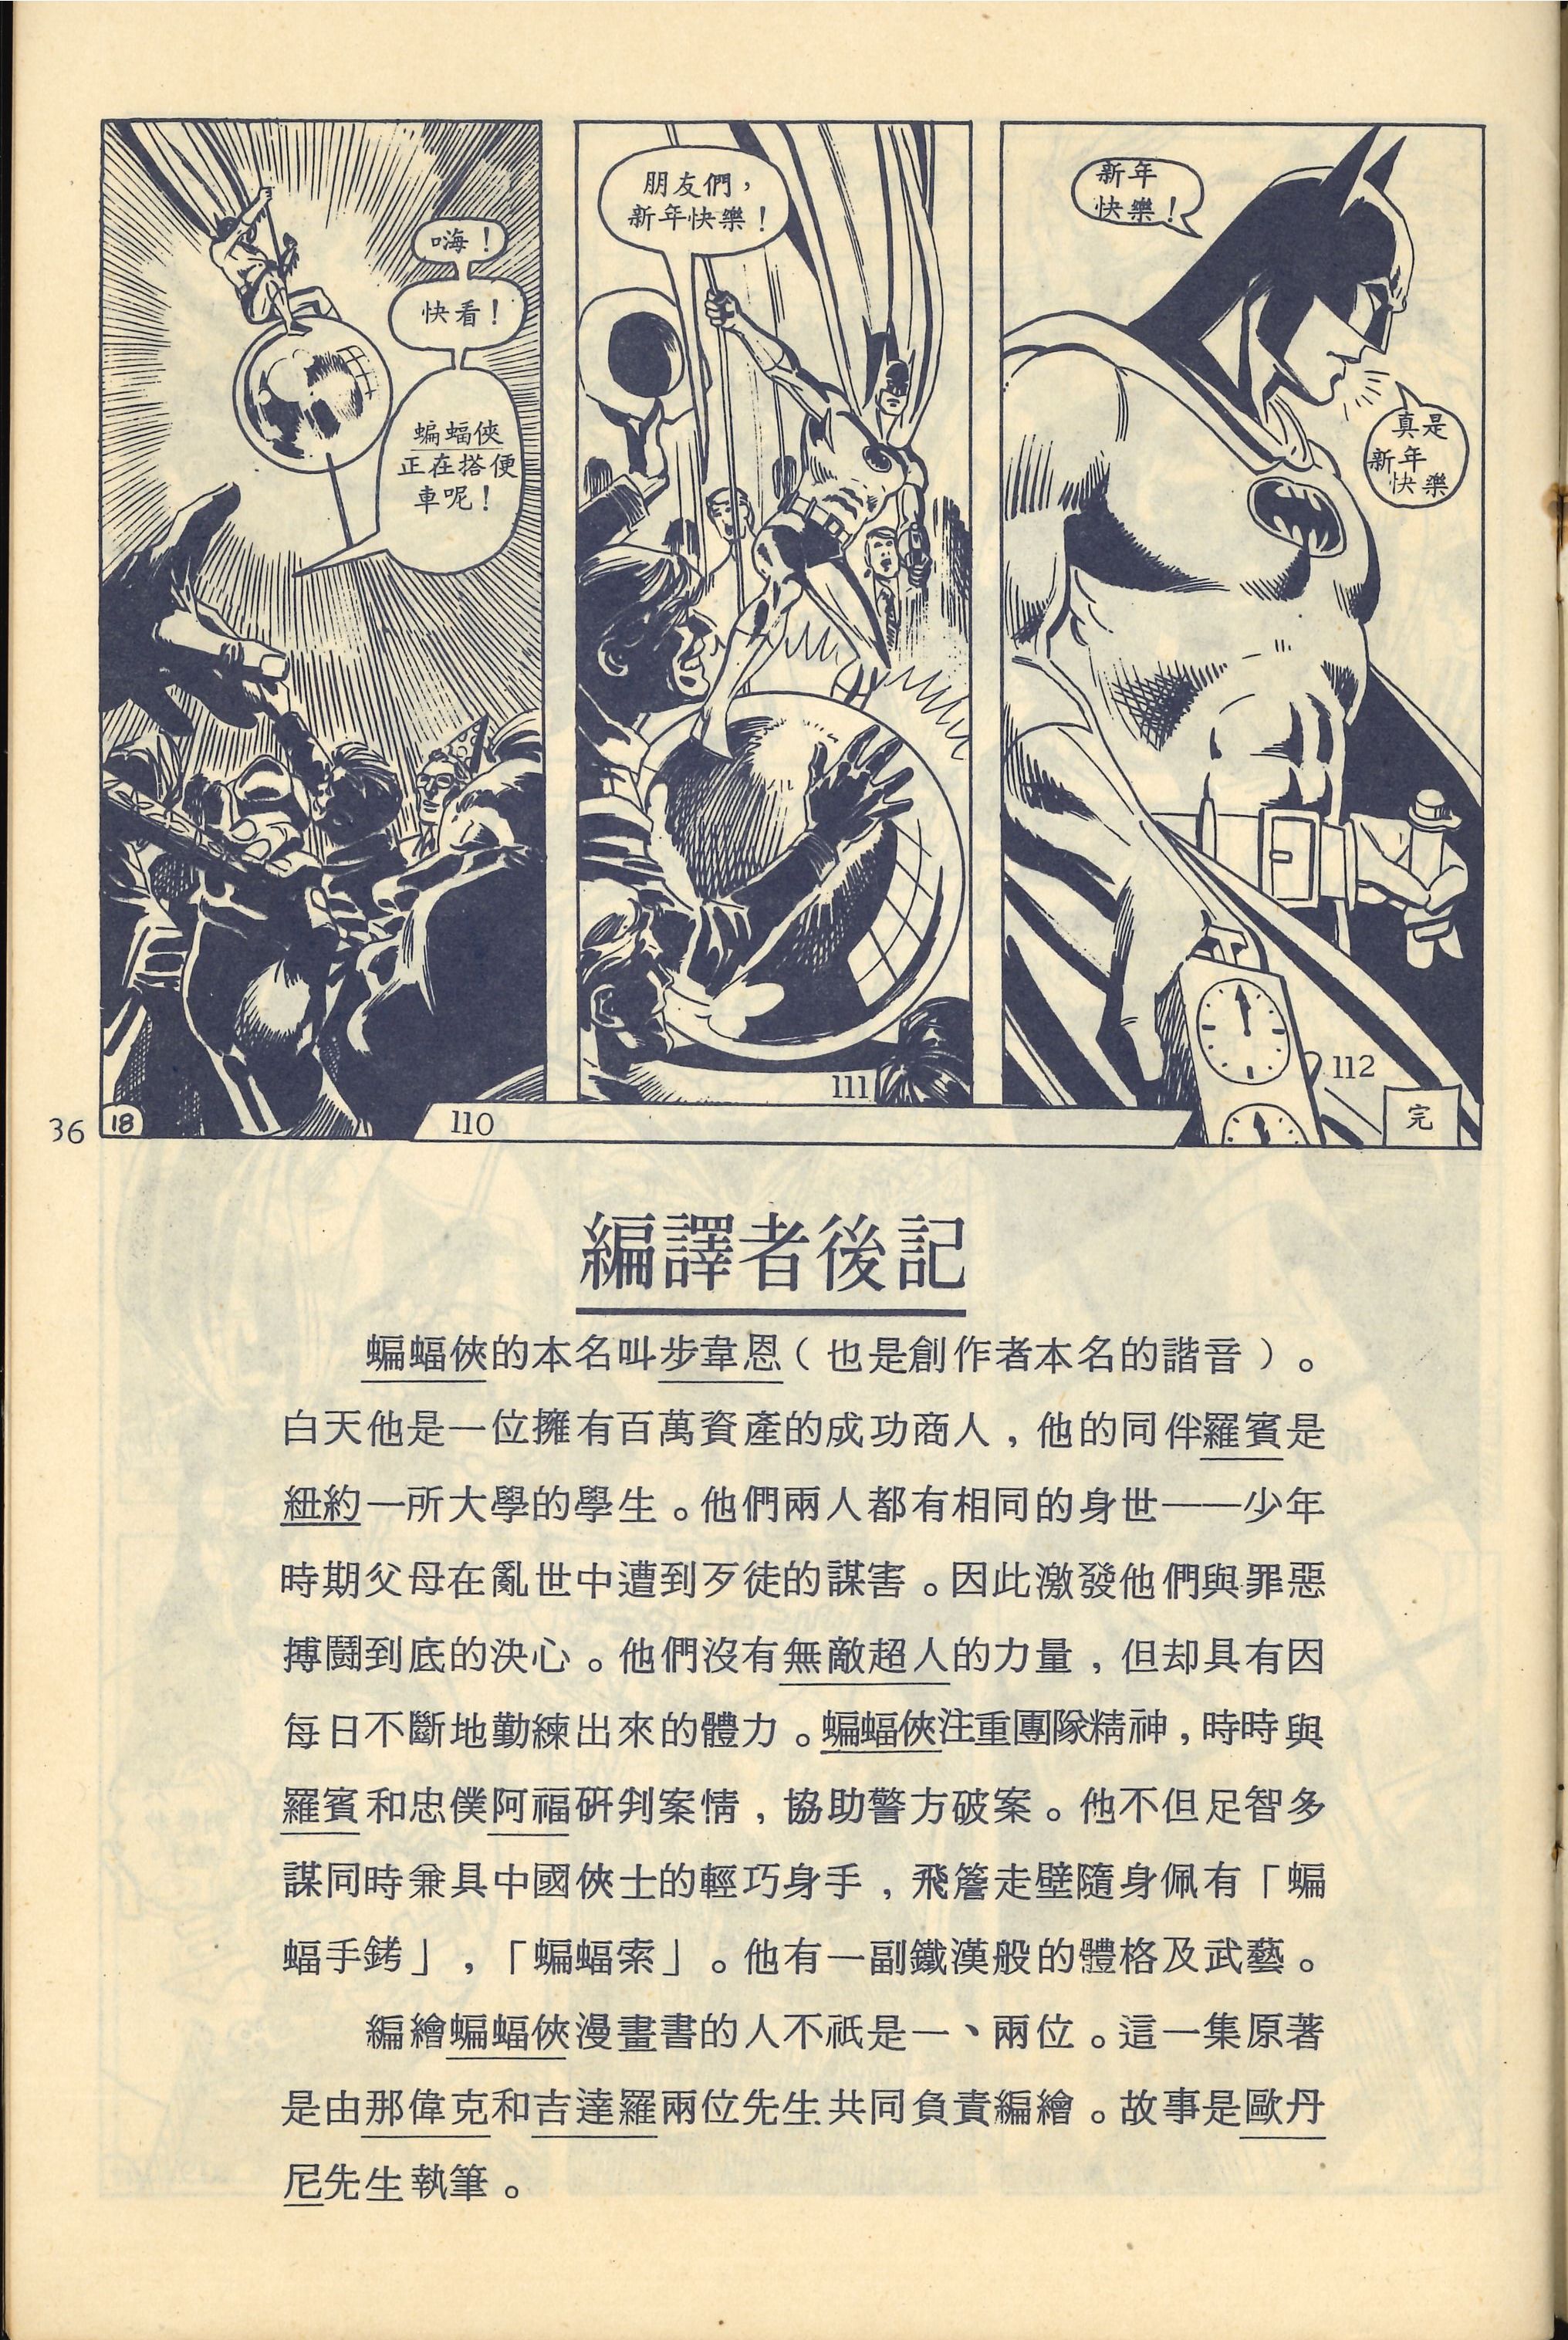 嗨！
快看！
蝙蝠俠
正在搭便
車呢！
18
110
朋友們，
新年快樂！
111
新年
快樂！
真是
新年
快樂
112
完
36
編譯者後記
蝙蝠俠的本名叫步韋恩（也是創作者本名的諧音）。
白天他是一位擁有百萬資產的成功商人，他的同伴羅賓是
紐約一所大學的學生。他們兩人都有相同的身世——少年
時期父母在亂世中遭到歹徒的謀害。因此激發他們與罪惡
搏鬪到底的決心。他們沒有無敵超人的力量，但却具有因
每日不斷地勤練出來的體力。蝙蝠俠注重團隊精神，時時與
羅賓和忠僕阿福研判案情，協助警方破案。他不但足智多
謀同時兼具中國俠士的輕巧身手，飛簷走壁隨身佩有「蝙
蝠手銬」，「蝙蝠索」。他有一副鐵漢般的體格及武藝。
編繪蝙蝠俠漫畫書的人不祇是一、兩位。這一集原著
是由那偉克和吉達羅兩位先生共同負責編繪。故事是歐丹
尼先生執筆。